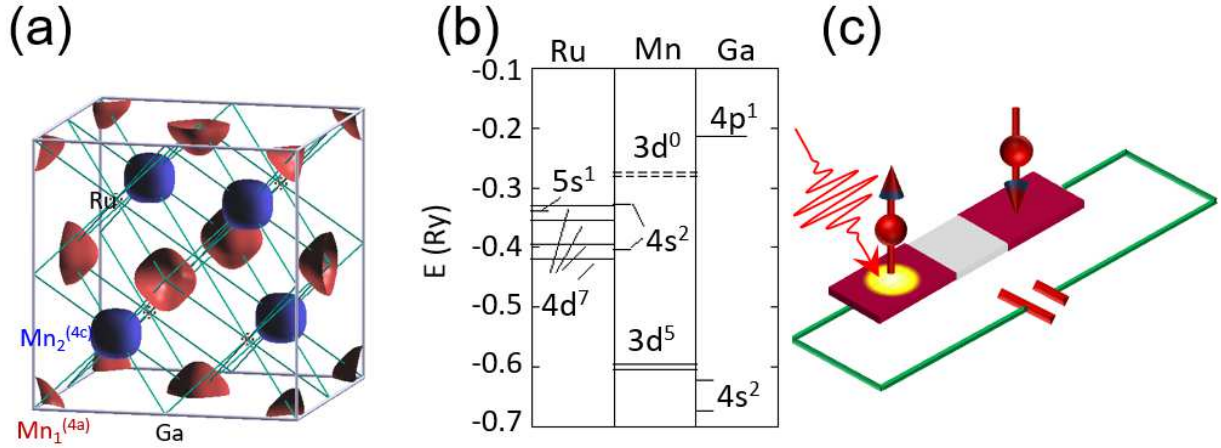 (a)
Ru
Mn₂⁽⁴ᶜ⁾
Mn₁⁽⁴ᵃ⁾
Ga
(b)
Ru Mn Ga
E (Ry)
-0.1
-0.2
-0.3
-0.4
-0.5
-0.6
-0.7
4p¹
3d⁰
5s¹
4s²
4d⁷
3d⁵
4s²
(c)